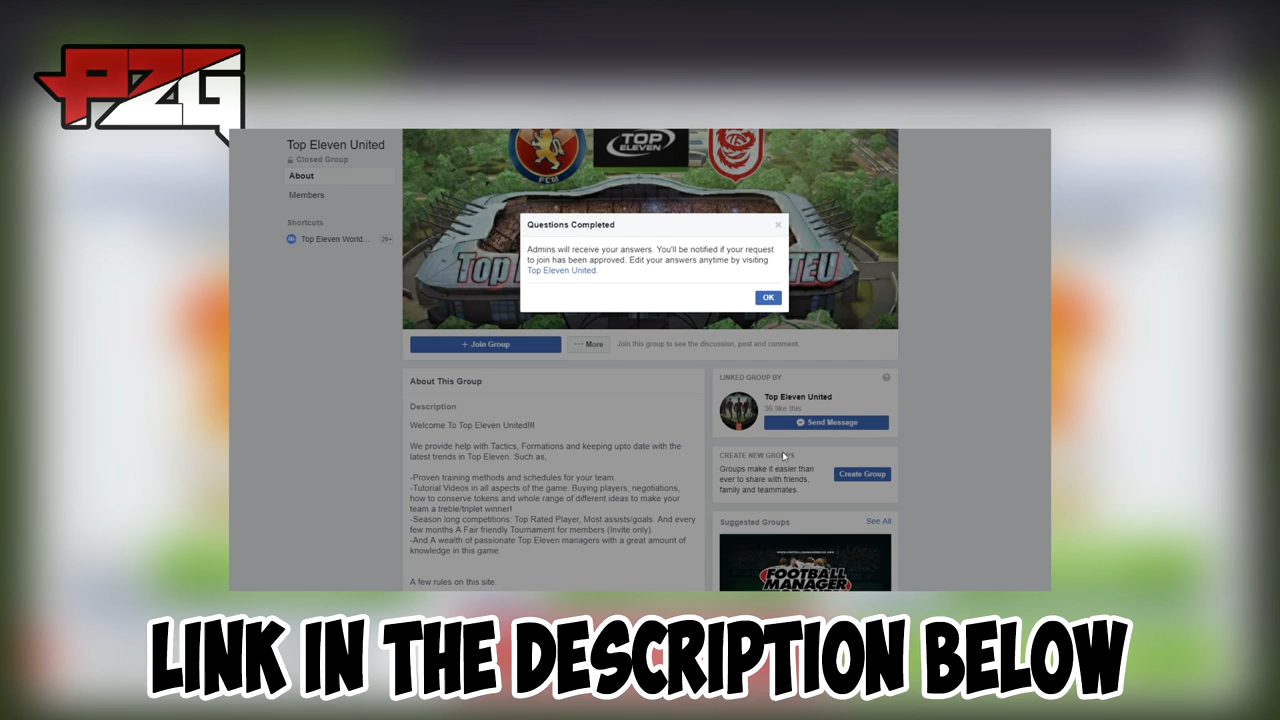 PZG
Top Eleven United
Closed Group
About
Members
Shortcuts
Top Eleven World...
TOP
ELEVEN
FCM
Top
TEU
Questions Completed
Admins will receive your answers. You'll be notified if your request
to join has been approved. Edit your answers anytime by visiting
Top Eleven United.
OK
+ Join Group
··· More
Join this group to see the discussion, post and comment.
About This Group
Description
Welcome To Top Eleven United!!!
We provide help with Tactics, Formations and keeping upto date with the
latest trends in Top Eleven. Such as,
-Proven training methods and schedules for your team.
-Tutorial Videos in all aspects of the game. Buying players, negotiations,
how to conserve tokens and whole range of different ideas to make your
team a treble/triplet winner!
-Season long competitions: Top Rated Player, Most assists/goals. And every
few months A Fair friendly Tournament for members (Invite only).
-And A wealth of passionate Top Eleven managers with a great amount of
knowledge in this game.
A few rules on this site.
LINKED GROUP BY
?
Top Eleven United
36 like this
Send Message
CREATE NEW GROUPS
Groups make it easier than
ever to share with friends,
family and teammates.
Create Group
Suggested Groups
See All
FOOTBALL
MANAGER
LINK IN THE DESCRIPTION BELOW